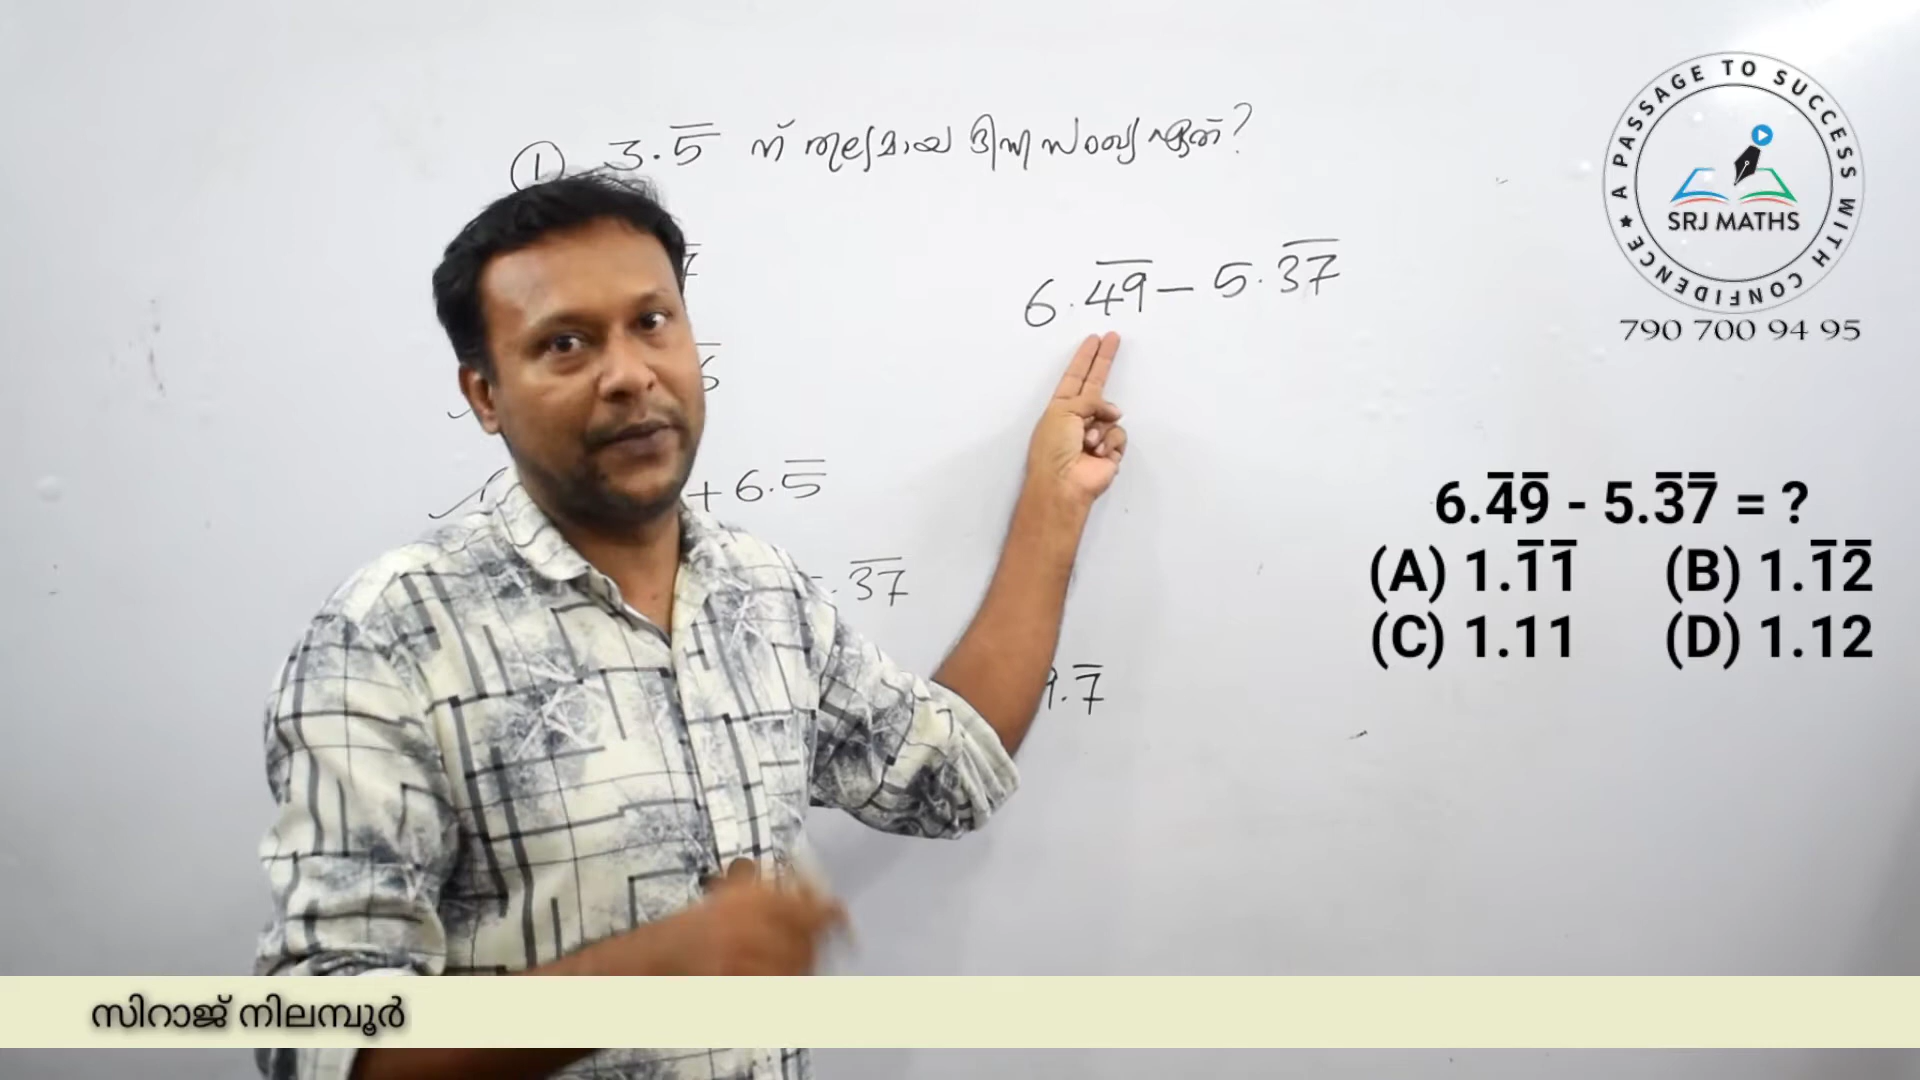 ① 3.5̅ ന് തുല്യമായ ഭിന്നസംഖ്യ ഏത്?
6.4̅9̅ - 5.3̅7̅
+ 6.5̅
. 3̅7̅
9.7̅
A PASSAGE TO SUCCESS WITH CONFIDENCE
SRJ MATHS
790 700 94 95
6.4̅9̅ - 5.3̅7̅ = ?
(A) 1.1̅1̅ (B) 1.1̅2̅
(C) 1.11 (D) 1.12
സിറാജ് നിലമ്പൂർ